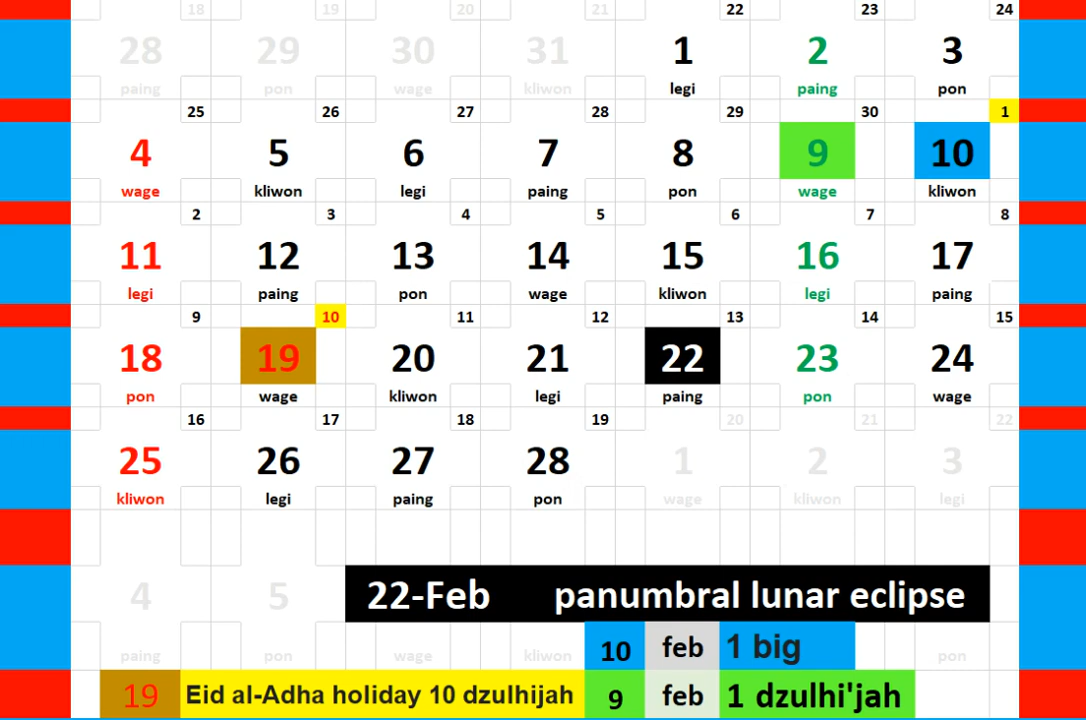 18 19 20 21 22 23 24
28 29 30 31 1 2 3
paing pon wage kliwon legi paing pon
25 26 27 28 29 30 1
4 5 6 7 8 9 10
wage kliwon legi paing pon wage kliwon
2 3 4 5 6 7 8
11 12 13 14 15 16 17
legi paing pon wage kliwon legi paing
9 10 11 12 13 14 15
18 19 20 21 22 23 24
pon wage kliwon legi paing pon wage
16 17 18 19 20 21 22
25 26 27 28 1 2 3
kliwon legi paing pon wage kliwon legi
4 5 22-Feb panumbral lunar eclipse
paing pon wage kliwon 10 feb 1 big pon
19 Eid al-Adha holiday 10 dzulhijah 9 feb 1 dzulhi'jah